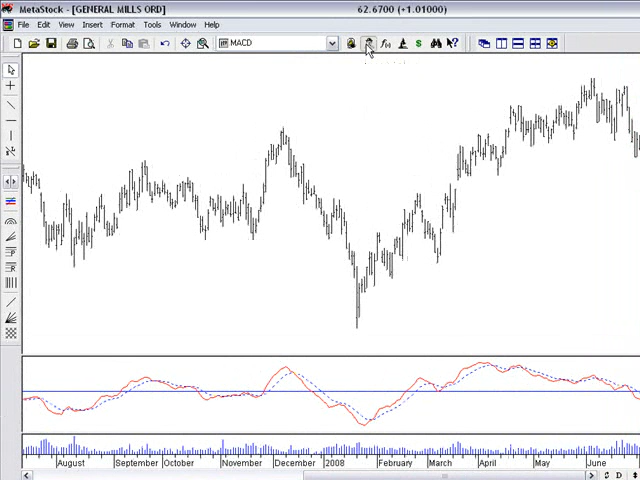 MetaStock - [GENERAL MILLS ORD]
62.6700 (+1.01000)
File Edit View Insert Format Tools Window Help
MACD
August September October November December 2008 February March April May June
D